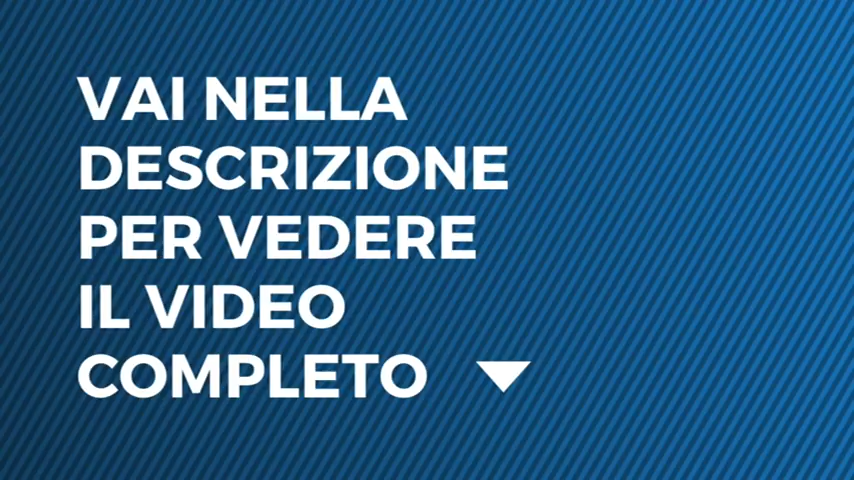 VAI NELLA
DESCRIZIONE
PER VEDERE
IL VIDEO
COMPLETO